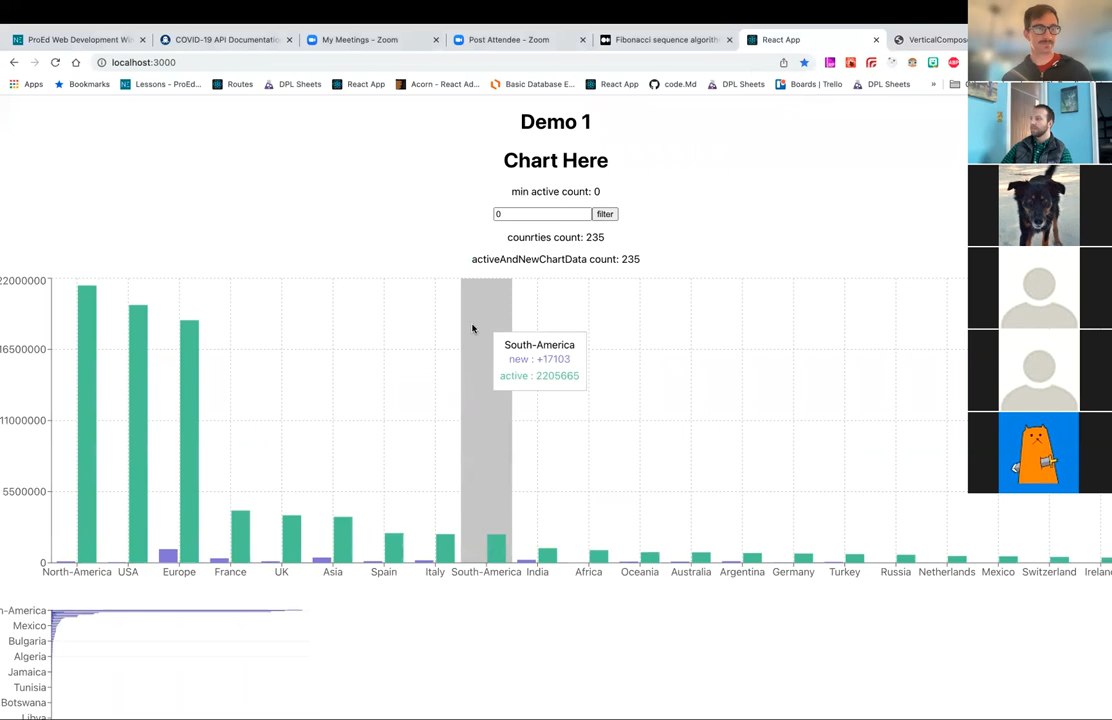 ProEd Web Development Wi
COVID-19 API Documentatio
My Meetings - Zoom
Post Attendee - Zoom
Fibonacci sequence algorith
React App
VerticalCompos
localhost:3000
Apps
Bookmarks
Lessons - ProEd...
Routes
DPL Sheets
React App
Acorn - React Ad...
Basic Database E...
React App
code.Md
DPL Sheets
Boards | Trello
DPL Sheets
»
Demo 1
Chart Here
min active count: 0
0
filter
counrties count: 235
activeAndNewChartData count: 235
22000000
16500000
11000000
5500000
0
South-America
new : +17103
active : 2205665
North-America USA Europe France UK Asia Spain Italy South-America India Africa Oceania Australia Argentina Germany Turkey Russia Netherlands Mexico Switzerland Ireland
h-America
Mexico
Bulgaria
Algeria
Jamaica
Tunisia
Botswana
Libya